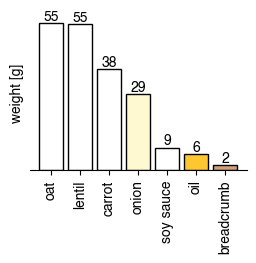 55
55
38
29
9
6
2
weight [g]
oat
lentil
carrot
onion
soy sauce
oil
breadcrumb